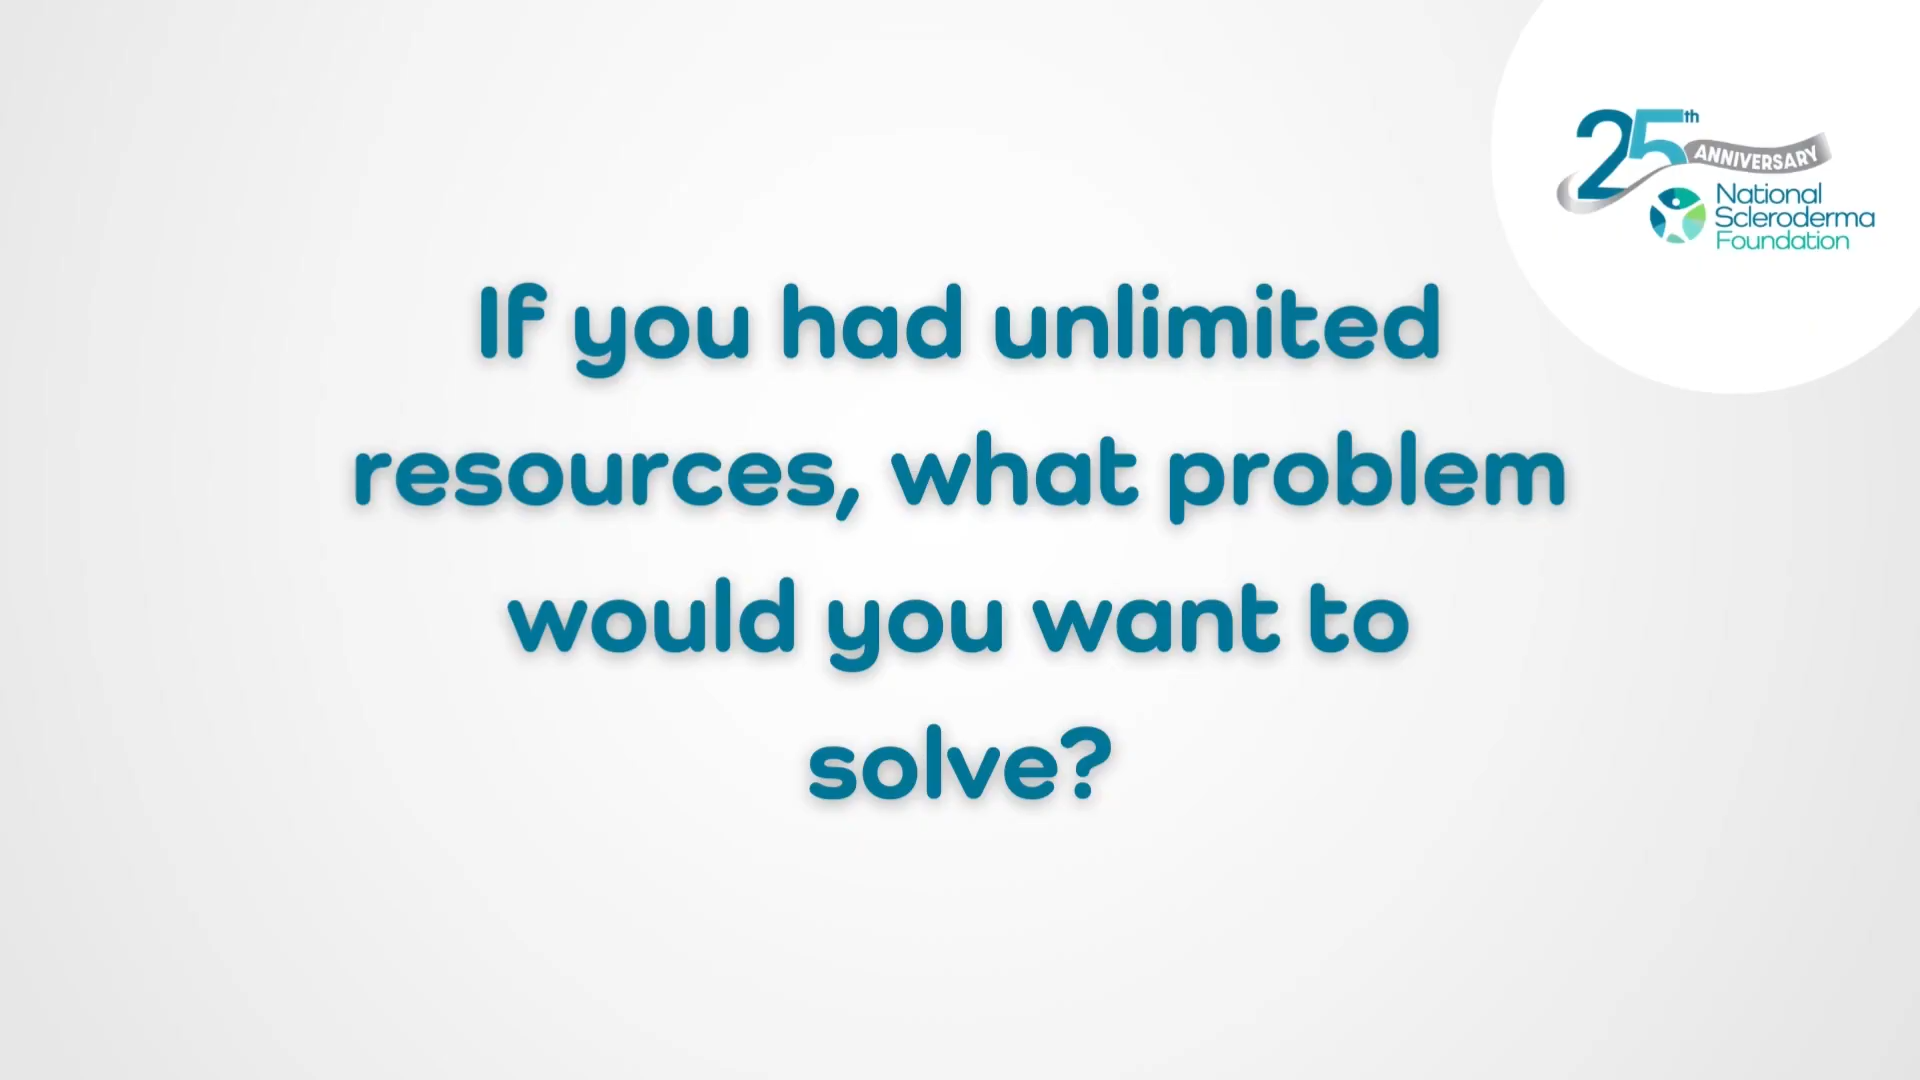 25th
ANNIVERSARY
National
Scleroderma
Foundation
If you had unlimited
resources, what problem
would you want to
solve?